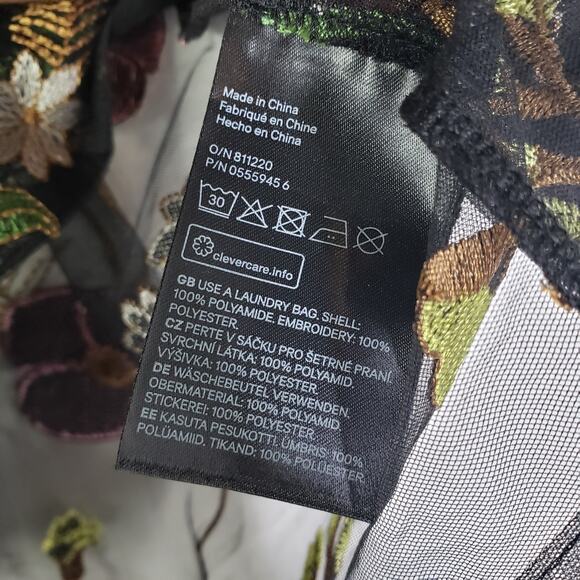 Made in China
Fabriqué en Chine
Hecho en China
O/N 811220
P/N 0555945 6
30
clevercare.info
GB USE A LAUNDRY BAG. SHELL:
100% POLYAMIDE. EMBROIDERY: 100%
POLYESTER.
CZ PERTE V SÁČKU PRO ŠETRNÉ PRANÍ.
SVRCHNÍ LÁTKA: 100% POLYAMID.
VÝŠIVKA: 100% POLYESTER.
DE WÄSCHEBEUTEL VERWENDEN.
OBERMATERIAL: 100% POLYAMID.
STICKEREI: 100% POLYESTER.
EE KASUTA PESUKOTTI. ÜMBRIS: 100%
POLÜAMIID. TIKAND: 100% POLÜESTER.